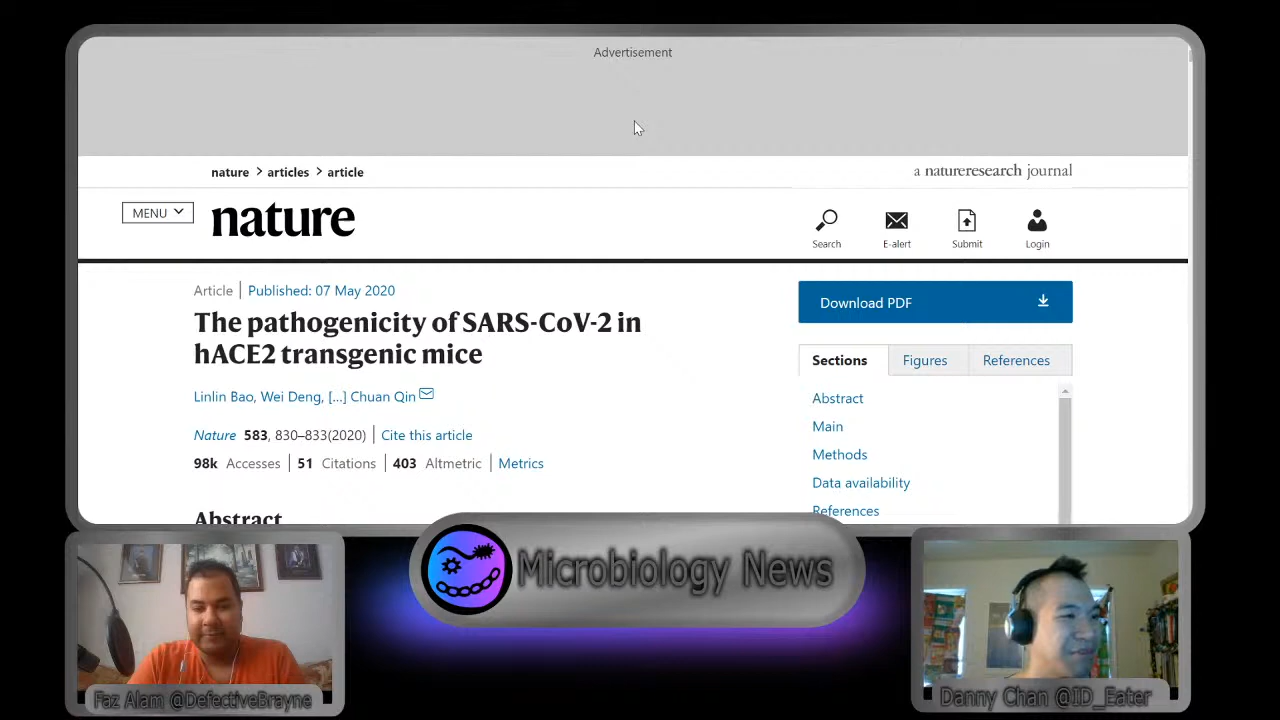 Advertisement
nature > articles > article
a natureresearch journal
MENU
nature
Search
E-alert
Submit
Login
Article | Published: 07 May 2020
Download PDF
The pathogenicity of SARS-CoV-2 in
hACE2 transgenic mice
Sections
Figures
References
Linlin Bao, Wei Deng, [...] Chuan Qin
Abstract
Main
Nature 583, 830–833(2020) | Cite this article
Methods
98k Accesses | 51 Citations | 403 Altmetric | Metrics
Data availability
References
Abstract
Microbiology News
Faz Alam @DefectiveBrayne
Danny Chan @ID_Eater